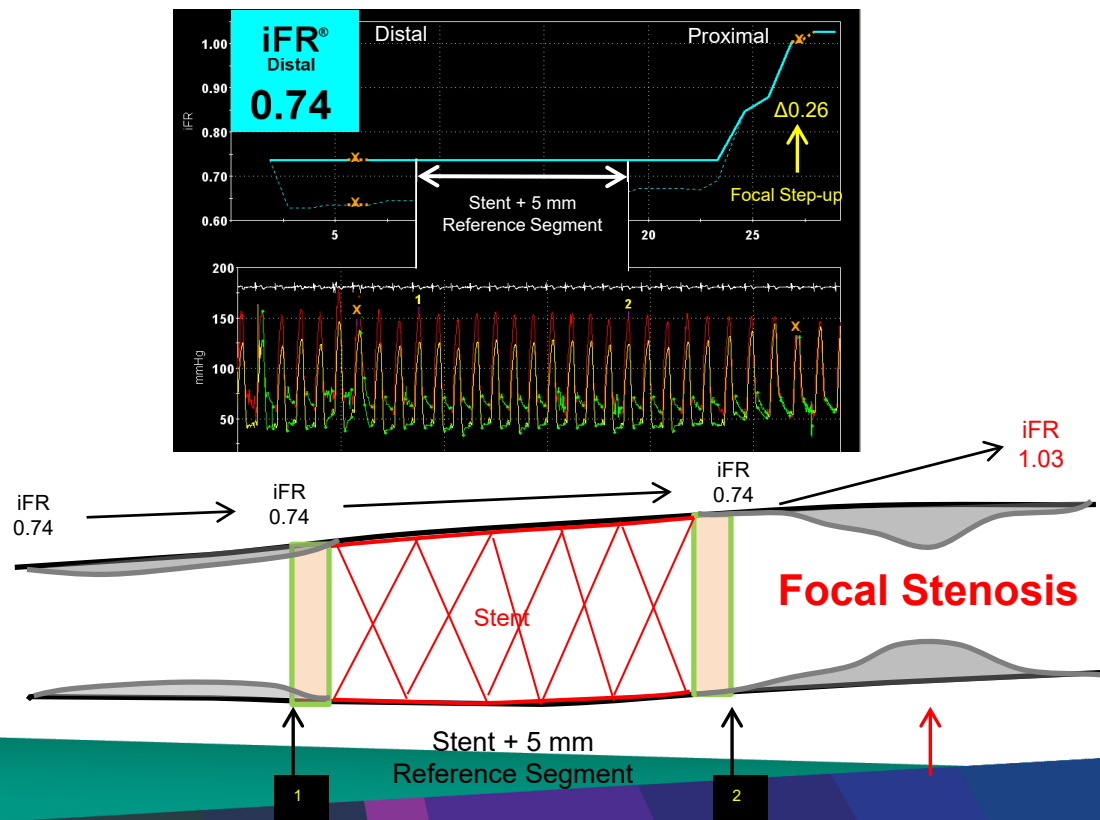 iFR®
Distal
0.74
Distal
Proximal
1.00
0.90
0.80
0.70
0.60
iFR
Δ0.26
Focal Step-up
Stent + 5 mm
Reference Segment
5
20
25
200
150
100
50
mmHg
x
x
x
x
1
2
x
x
iFR
0.74
iFR
0.74
iFR
0.74
iFR
1.03
Stent
Focal Stenosis
Stent + 5 mm
Reference Segment
1
2